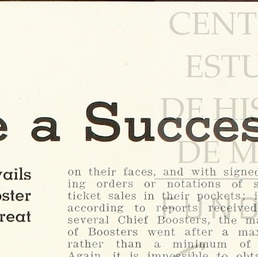 CENT
ESTU
DE HIS
e a Succes
DE M
vails
oster
reat
on their faces, and with signed
ing orders or notations of s
ticket sales in their pockets; i
according to reports received
several Chief Boosters, the ma
of Boosters went after a max
rather than a minimum of
Again, it is impossible to obta
UNE